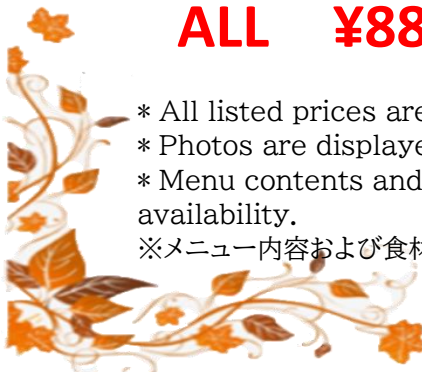 ALL ¥88
* All listed prices are
* Photos are displaye
* Menu contents and
availability.
※メニュー内容および食材